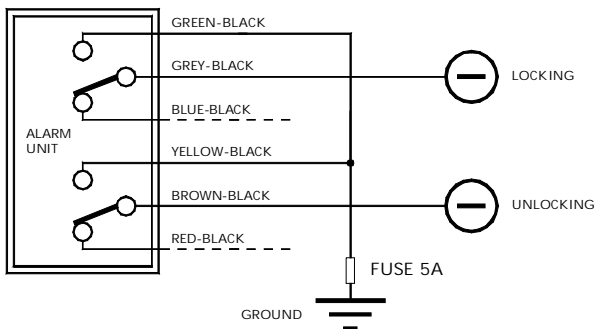 GREEN-BLACK
GREY-BLACK
LOCKING
BLUE-BLACK
ALARM
UNIT
YELLOW-BLACK
BROWN-BLACK
UNLOCKING
RED-BLACK
FUSE 5A
GROUND